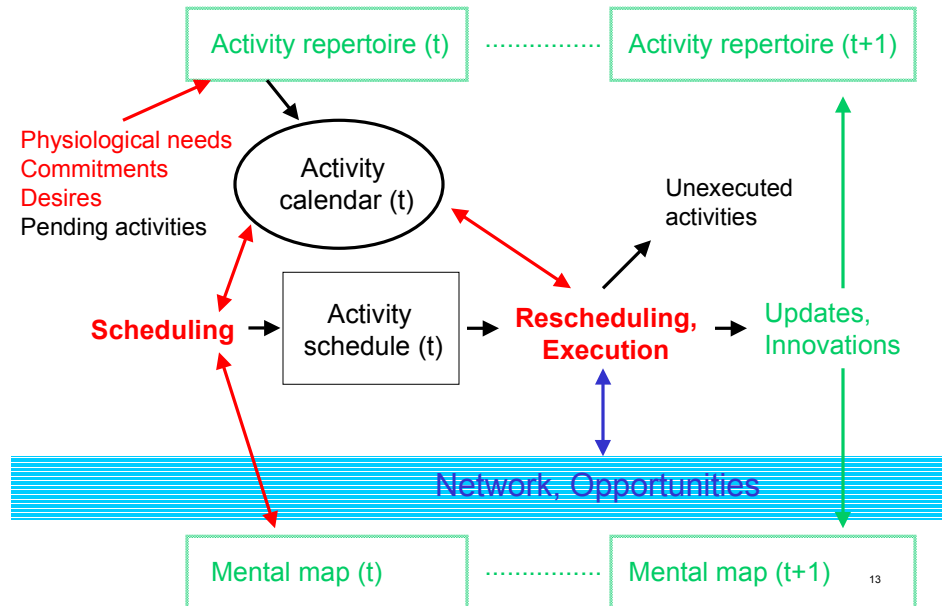 Activity repertoire (t)
Activity repertoire (t+1)
Physiological needs
Commitments
Desires
Pending activities
Activity
calendar (t)
Unexecuted
activities
Scheduling
Activity
schedule (t)
Rescheduling,
Execution
Updates,
Innovations
Network, Opportunities
Mental map (t)
Mental map (t+1)
13